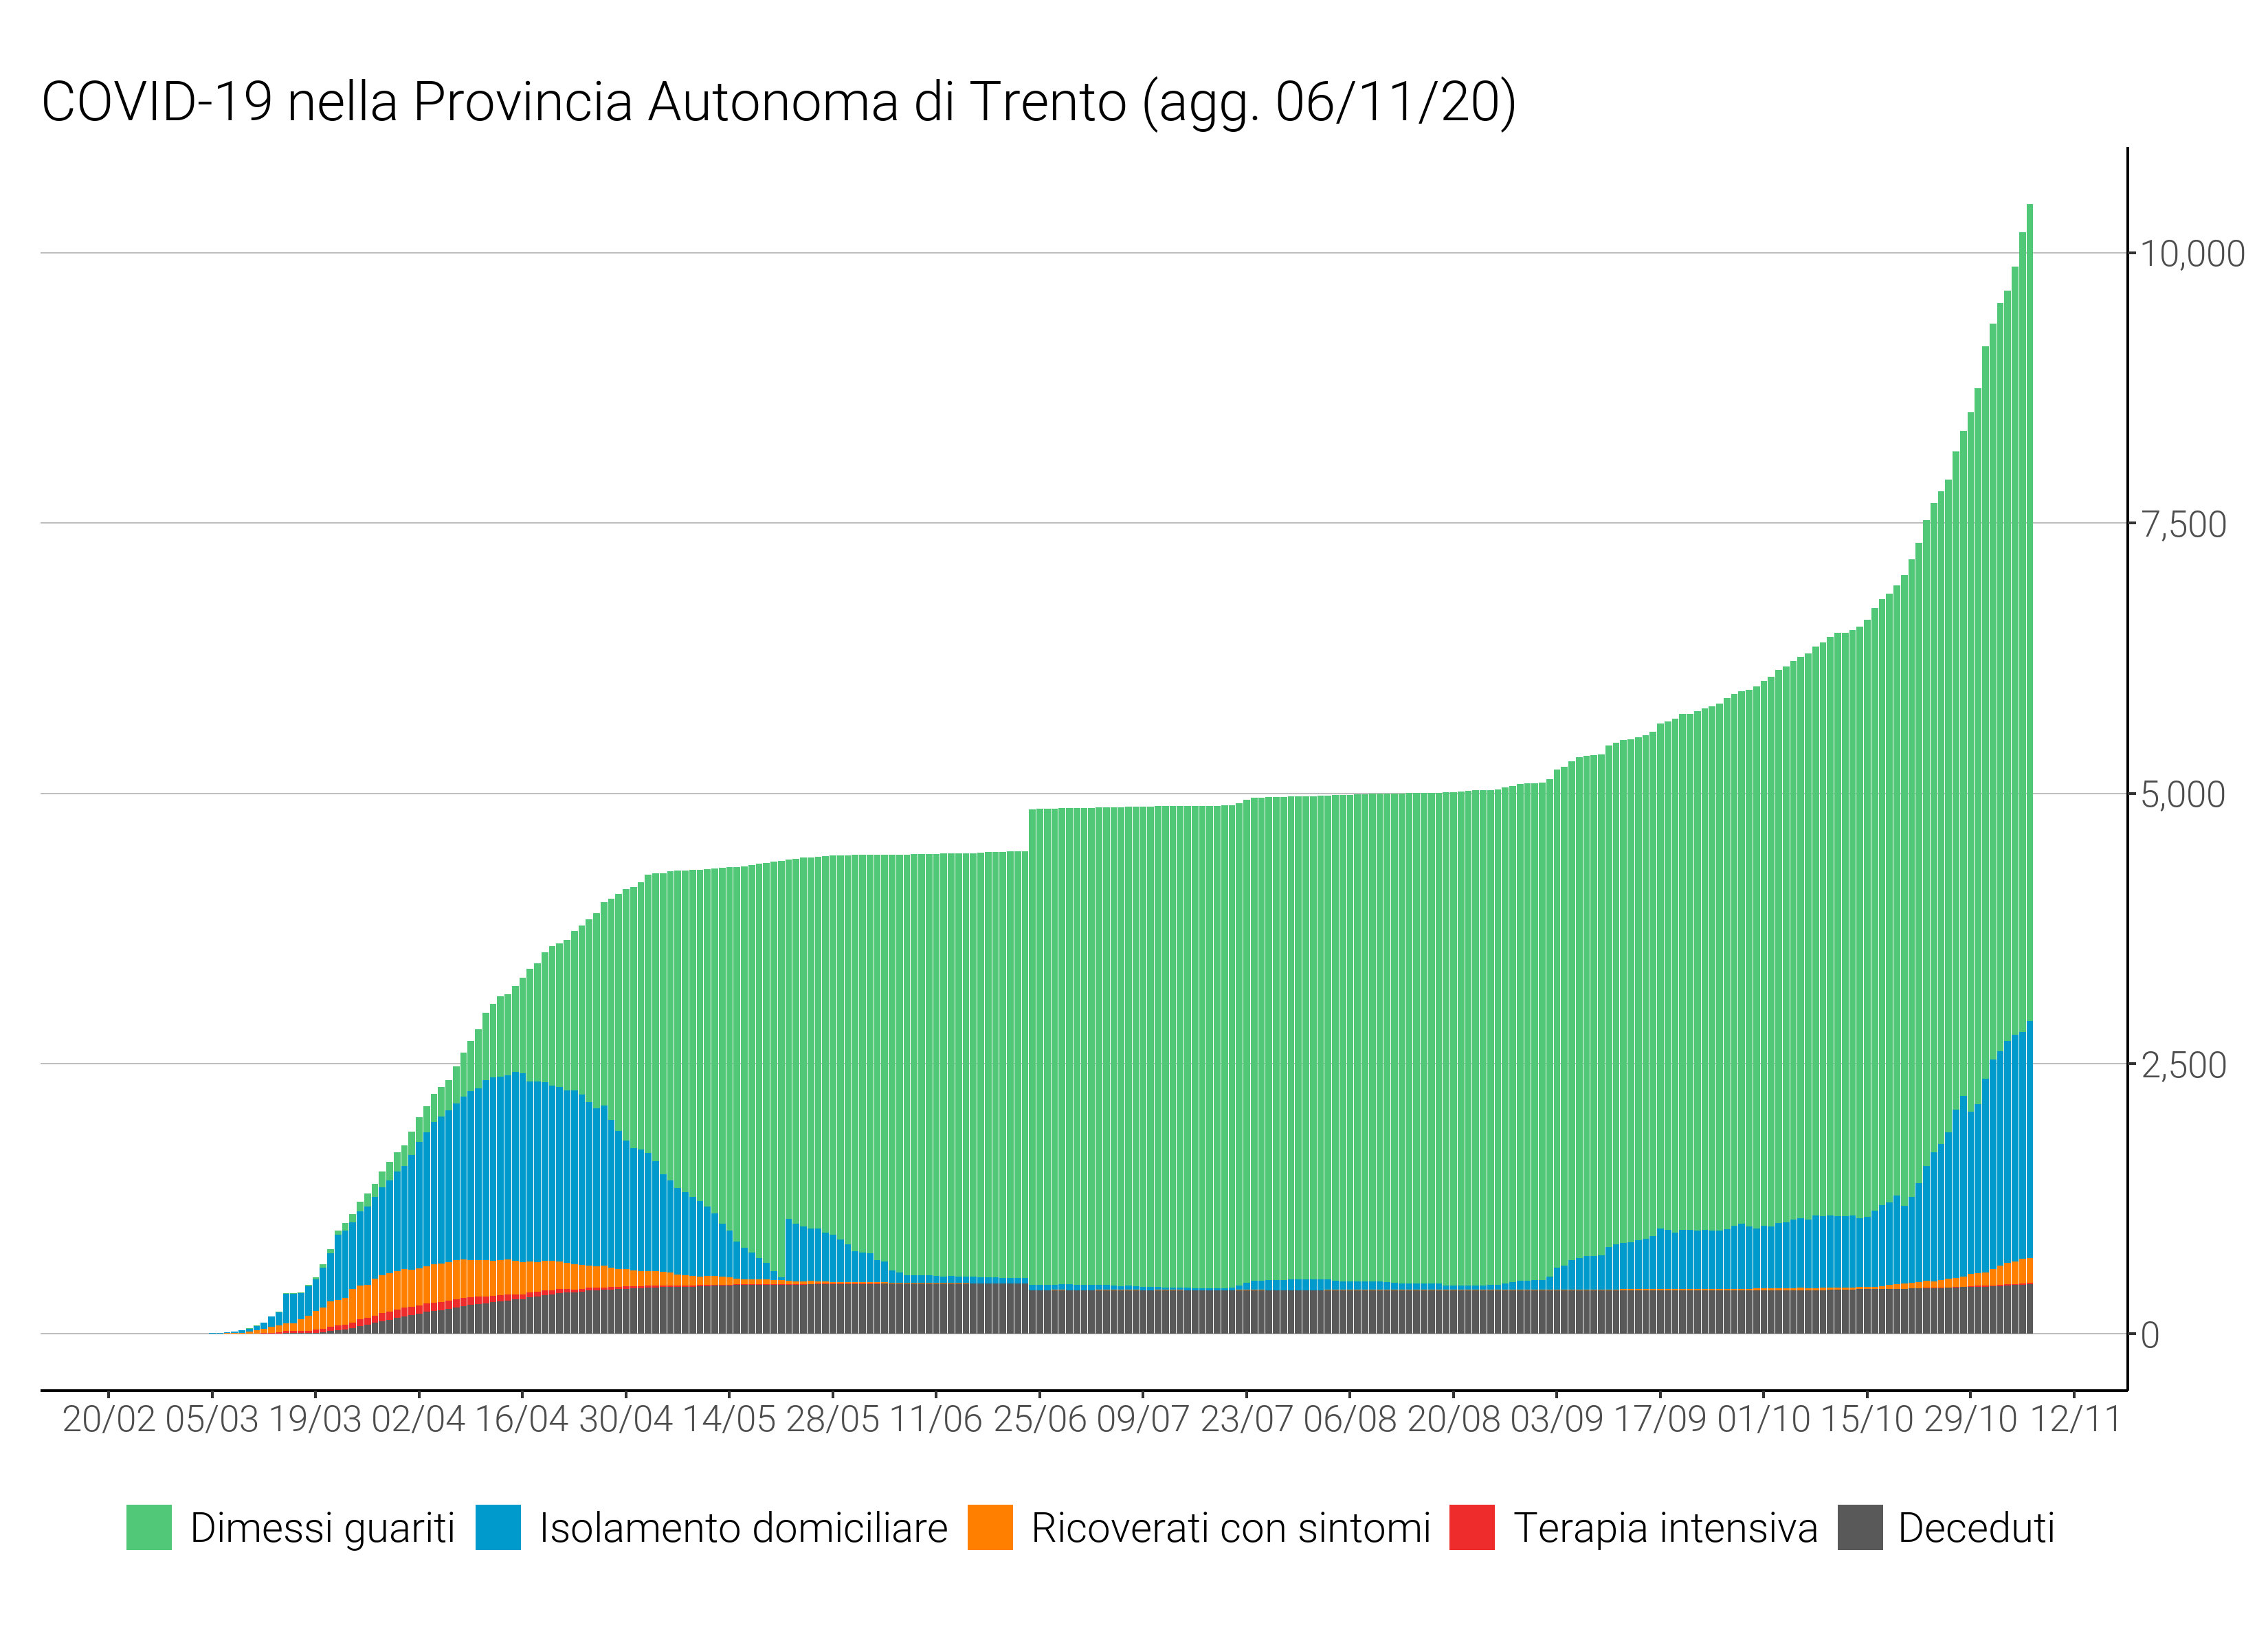 COVID-19 nella Provincia Autonoma di Trento (agg. 06/11/20)
10,000
7,500
5,000
2,500
0
20/02 05/03 19/03 02/04 16/04 30/04 14/05 28/05 11/06 25/06 09/07 23/07 06/08 20/08 03/09 17/09 01/10 15/10 29/10 12/11
Dimessi guariti Isolamento domiciliare Ricoverati con sintomi Terapia intensiva Deceduti